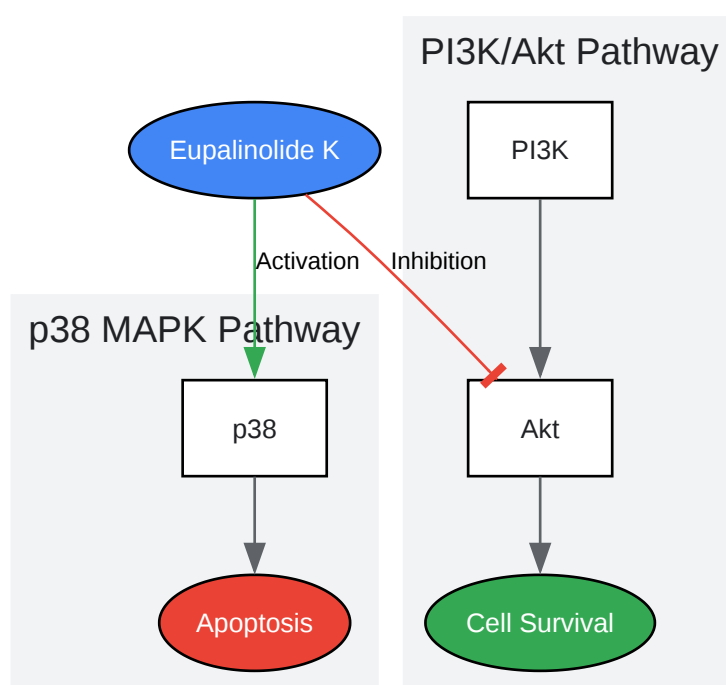 PI3K/Akt Pathway
Eupalinolide K
PI3K
Activation
Inhibition
p38 MAPK Pathway
p38
Akt
Apoptosis
Cell Survival